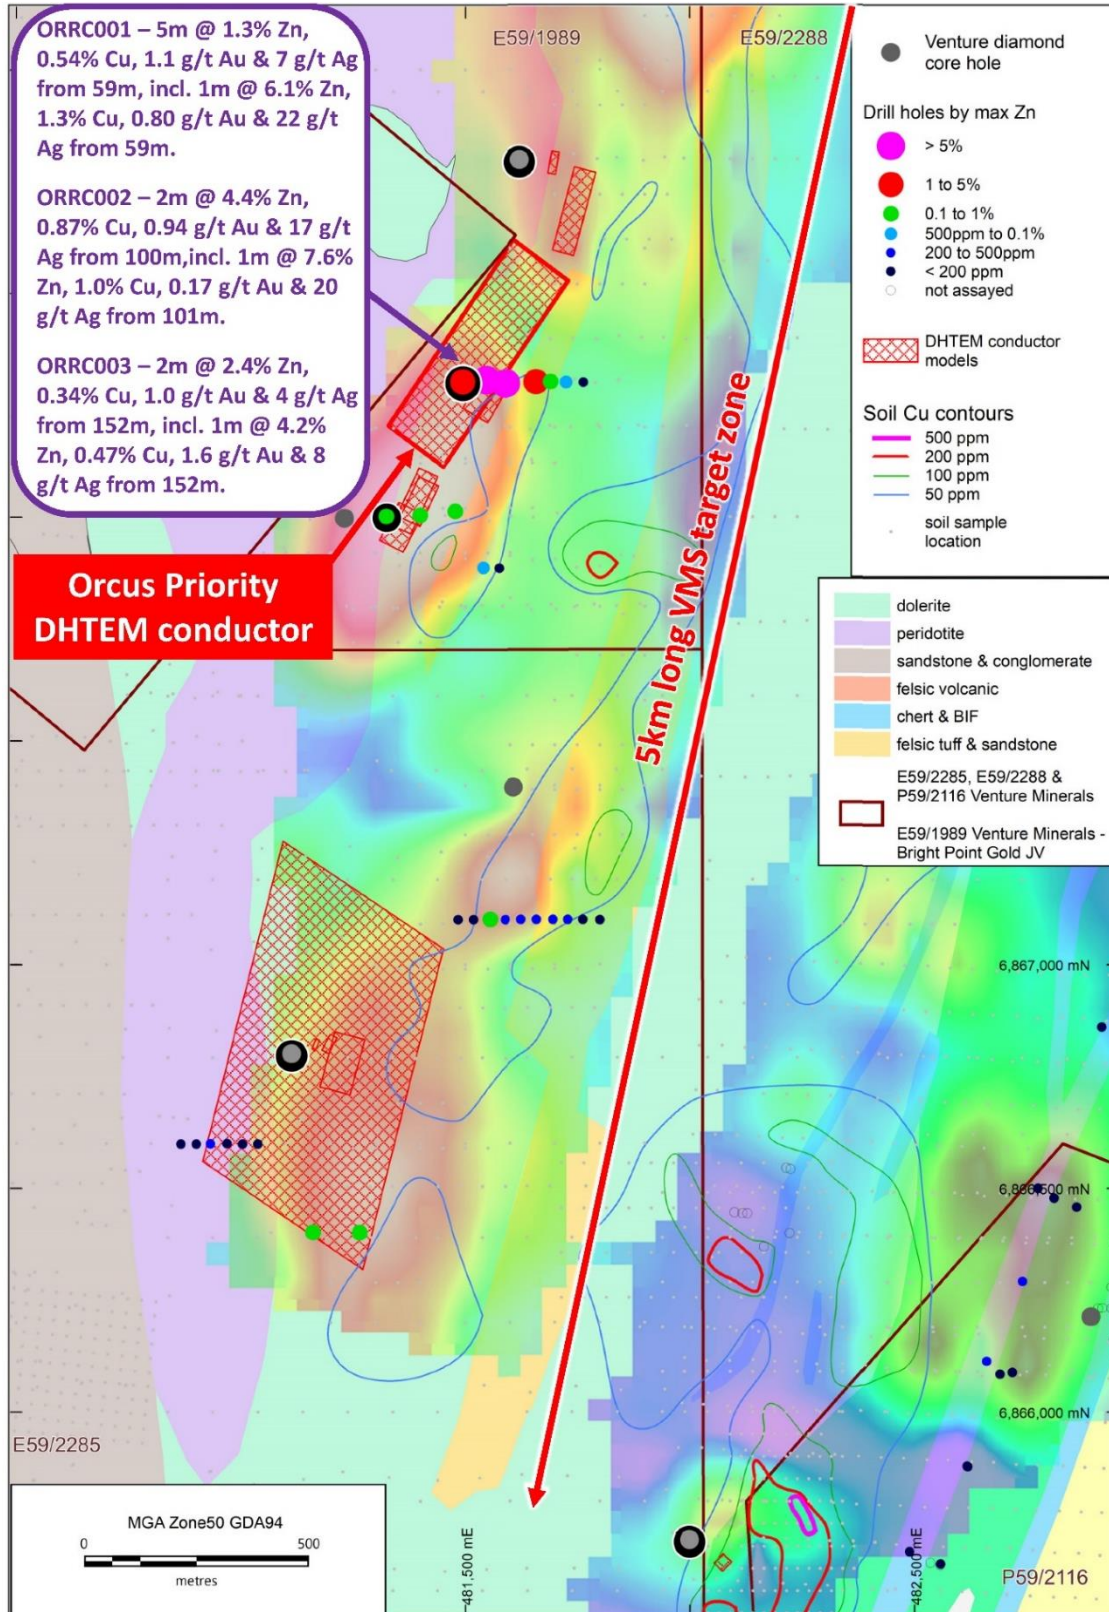 ORRC001 – 5m @ 1.3% Zn,
0.54% Cu, 1.1 g/t Au & 7 g/t Ag
from 59m, incl. 1m @ 6.1% Zn,
1.3% Cu, 0.80 g/t Au & 22 g/t
Ag from 59m.
ORRC002 – 2m @ 4.4% Zn,
0.87% Cu, 0.94 g/t Au & 17 g/t
Ag from 100m,incl. 1m @ 7.6%
Zn, 1.0% Cu, 0.17 g/t Au & 20
g/t Ag from 101m.
ORRC003 – 2m @ 2.4% Zn,
0.34% Cu, 1.0 g/t Au & 4 g/t Ag
from 152m, incl. 1m @ 4.2%
Zn, 0.47% Cu, 1.6 g/t Au & 8
g/t Ag from 152m.
Orcus Priority
DHTEM conductor
E59/1989
E59/2288
5km long VMS target zone
Venture diamond
core hole
Drill holes by max Zn
> 5%
1 to 5%
0.1 to 1%
500ppm to 0.1%
200 to 500ppm
< 200 ppm
not assayed
DHTEM conductor
models
Soil Cu contours
500 ppm
200 ppm
100 ppm
50 ppm
soil sample
location
dolerite
peridotite
sandstone & conglomerate
felsic volcanic
chert & BIF
felsic tuff & sandstone
E59/2285, E59/2288 &
P59/2116 Venture Minerals
E59/1989 Venture Minerals -
Bright Point Gold JV
6,867,000 mN
6,866,500 mN
6,866,000 mN
E59/2285
MGA Zone50 GDA94
0 500
metres
481,500 mE
482,500 mE
P59/2116